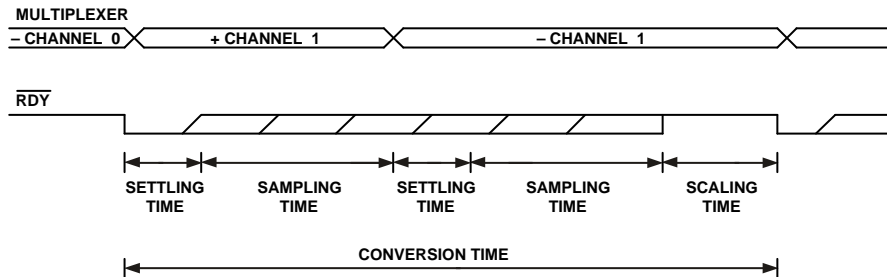 MULTIPLEXER
– CHANNEL 0 + CHANNEL 1 – CHANNEL 1
RDY
SETTLING TIME
SAMPLING TIME
SETTLING TIME
SAMPLING TIME
SCALING TIME
CONVERSION TIME